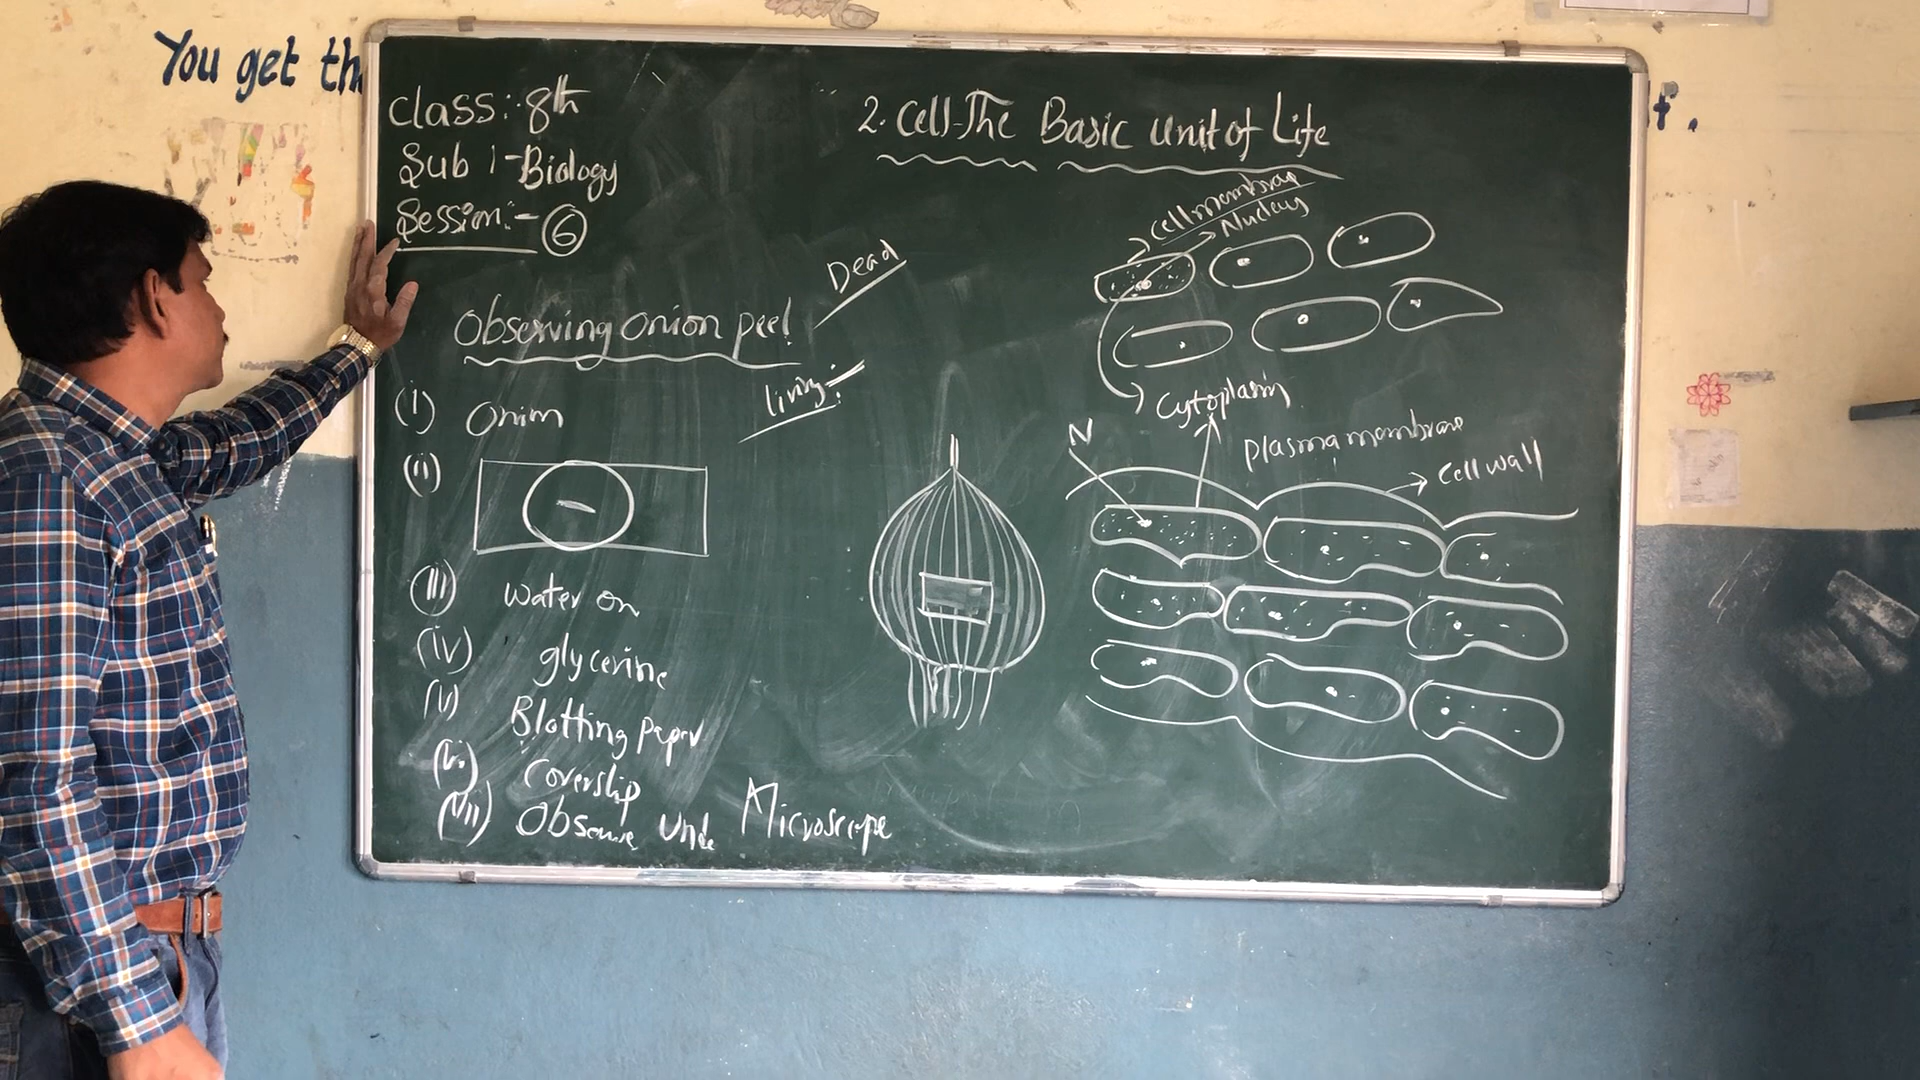 You get th
t.
Class: 8th
Sub :- Biology
Session:- 6
2. Cell-The Basic unit of Life
Observing onion peel
Dead
living:
(i) Onion
(ii)
(iii) water on
(iv) glycerine
(v) Blotting paper
(vi) Coverslip
(vii) Observe unde Microscope
Cell membran
Nucleus
Cytoplasm
N
plasma membrane
Cell wall